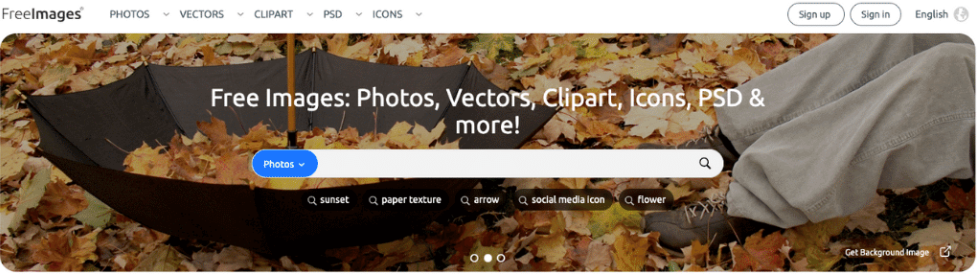 FreeImages®
PHOTOS VECTORS CLIPART PSD ICONS
Sign up Sign in English
Free Images: Photos, Vectors, Clipart, Icons, PSD &
more!
Photos
sunset paper texture arrow social media icon flower
Get Background Image